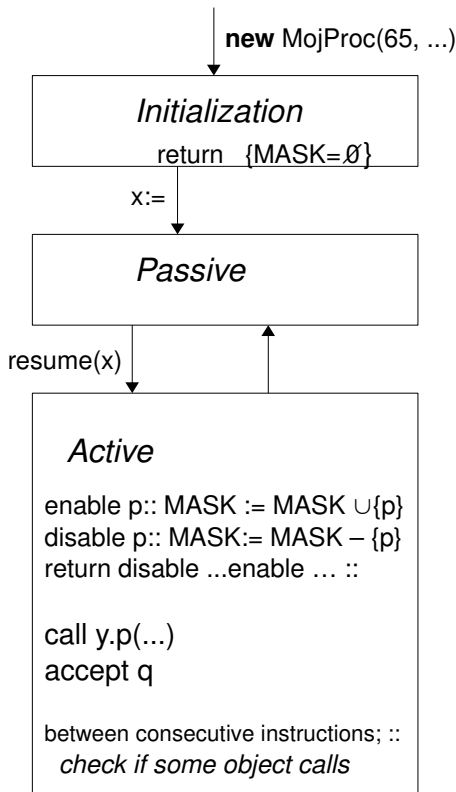 new MojProc(65, ...)
Initialization
return {MASK=Ø}
x:=
Passive
resume(x)
Active
enable p:: MASK := MASK ∪{p}
disable p:: MASK:= MASK – {p}
return disable ...enable … ::
call y.p(...)
accept q
between consecutive instructions; ::
check if some object calls